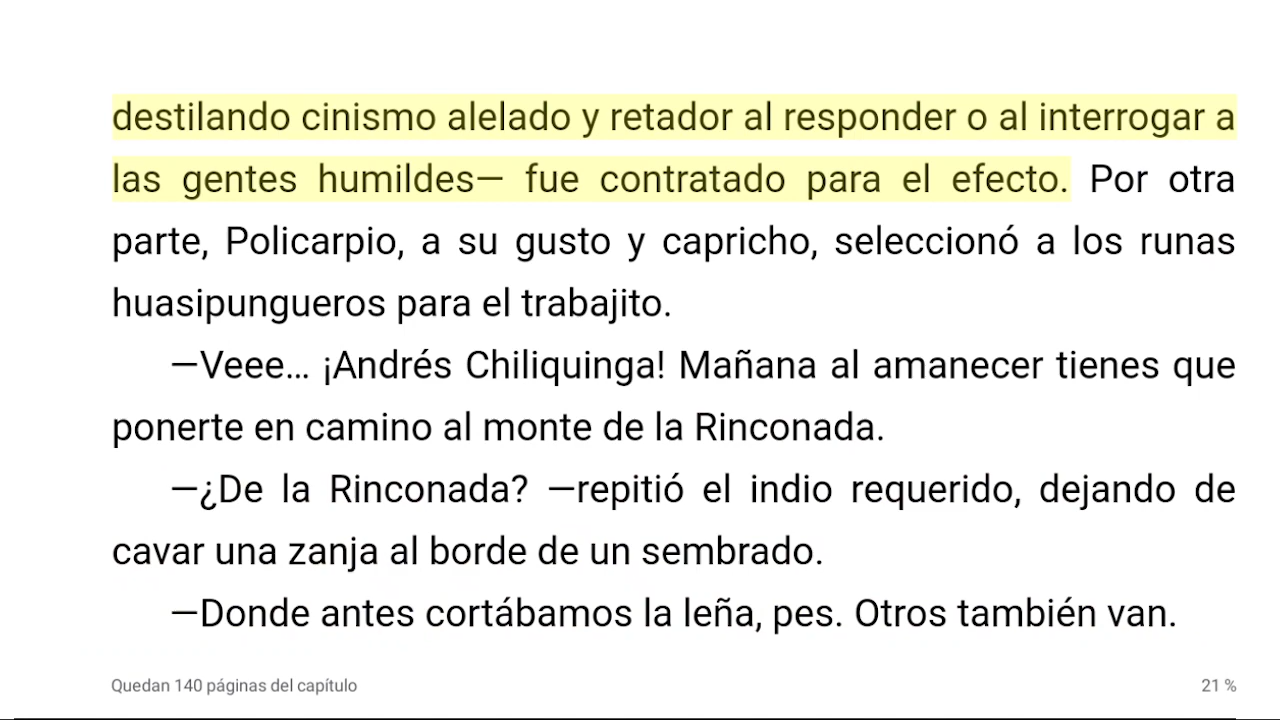 destilando cinismo alelado y retador al responder o al interrogar a
las gentes humildes— fue contratado para el efecto. Por otra
parte, Policarpio, a su gusto y capricho, seleccionó a los runas
huasipungueros para el trabajito.
—Veee… ¡Andrés Chiliquinga! Mañana al amanecer tienes que
ponerte en camino al monte de la Rinconada.
—¿De la Rinconada? —repitió el indio requerido, dejando de
cavar una zanja al borde de un sembrado.
—Donde antes cortábamos la leña, pes. Otros también van.
Quedan 140 páginas del capítulo
21 %